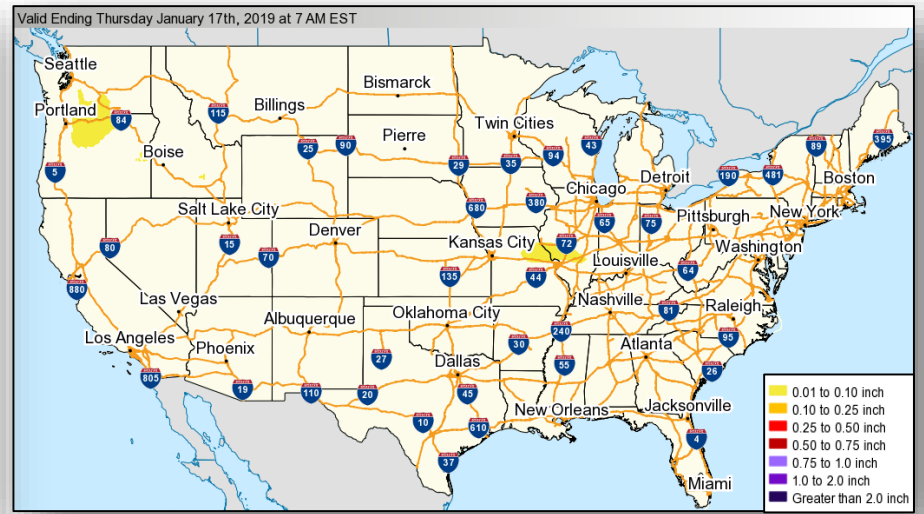 Valid Ending Thursday January 17th, 2019 at 7 AM EST
Seattle
Portland
84
115
Billings
Bismarck
Twin Cities
395
89
Boise
25
90
Pierre
29
35
94
43
5
190
481
Boston
Chicago
Detroit
Salt Lake City
680
380
65
75
Pittsburgh
New York
80
15
Denver
70
Kansas City
72
Washington
880
135
44
Louisville
64
Las Vegas
Nashville
81
Raleigh
Los Angeles
Albuquerque
Oklahoma City
240
95
Phoenix
27
30
Atlanta
805
19
110
20
Dallas
45
55
26
10
610
New Orleans
Jacksonville
37
4
Miami
0.01 to 0.10 inch
0.10 to 0.25 inch
0.25 to 0.50 inch
0.50 to 0.75 inch
0.75 to 1.0 inch
1.0 to 2.0 inch
Greater than 2.0 inch